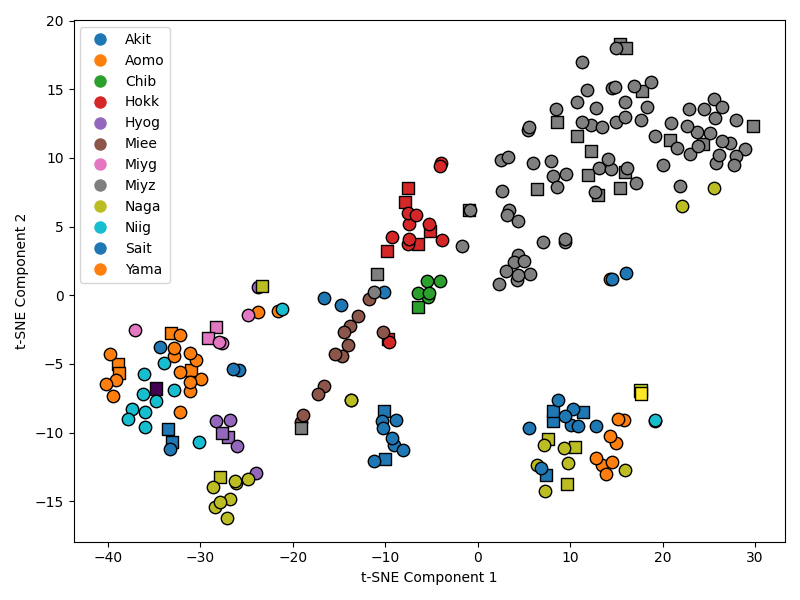 20
15
10
5
0
−5
−10
−15
t-SNE Component 2
Akit
Aomo
Chib
Hokk
Hyog
Miee
Miyg
Miyz
Naga
Niig
Sait
Yama
−40 −30 −20 −10 0 10 20 30
t-SNE Component 1